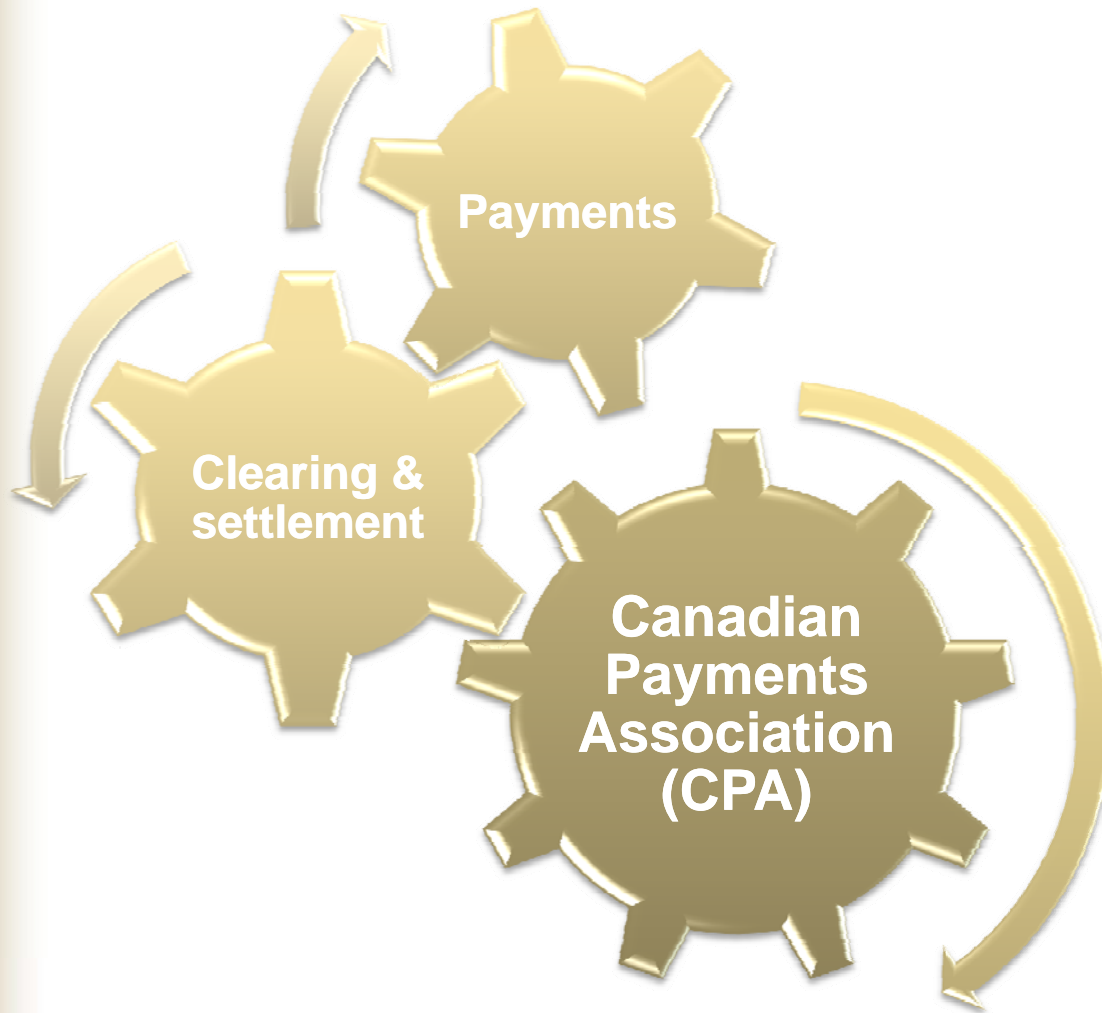 Payments
Clearing &
settlement
Canadian
Payments
Association
(CPA)